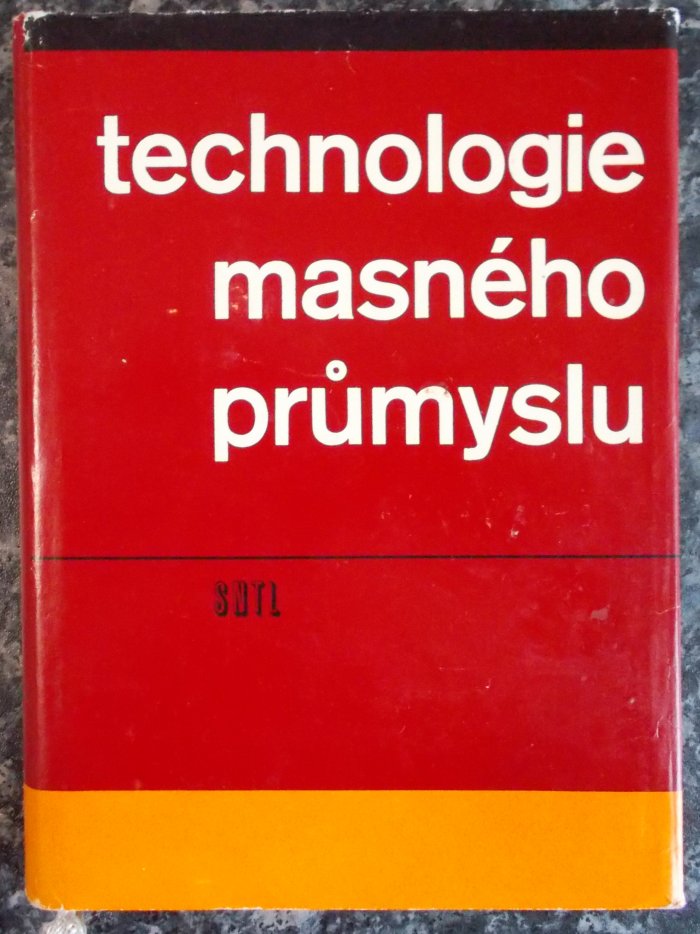 technologie
masného
průmyslu
SNTL